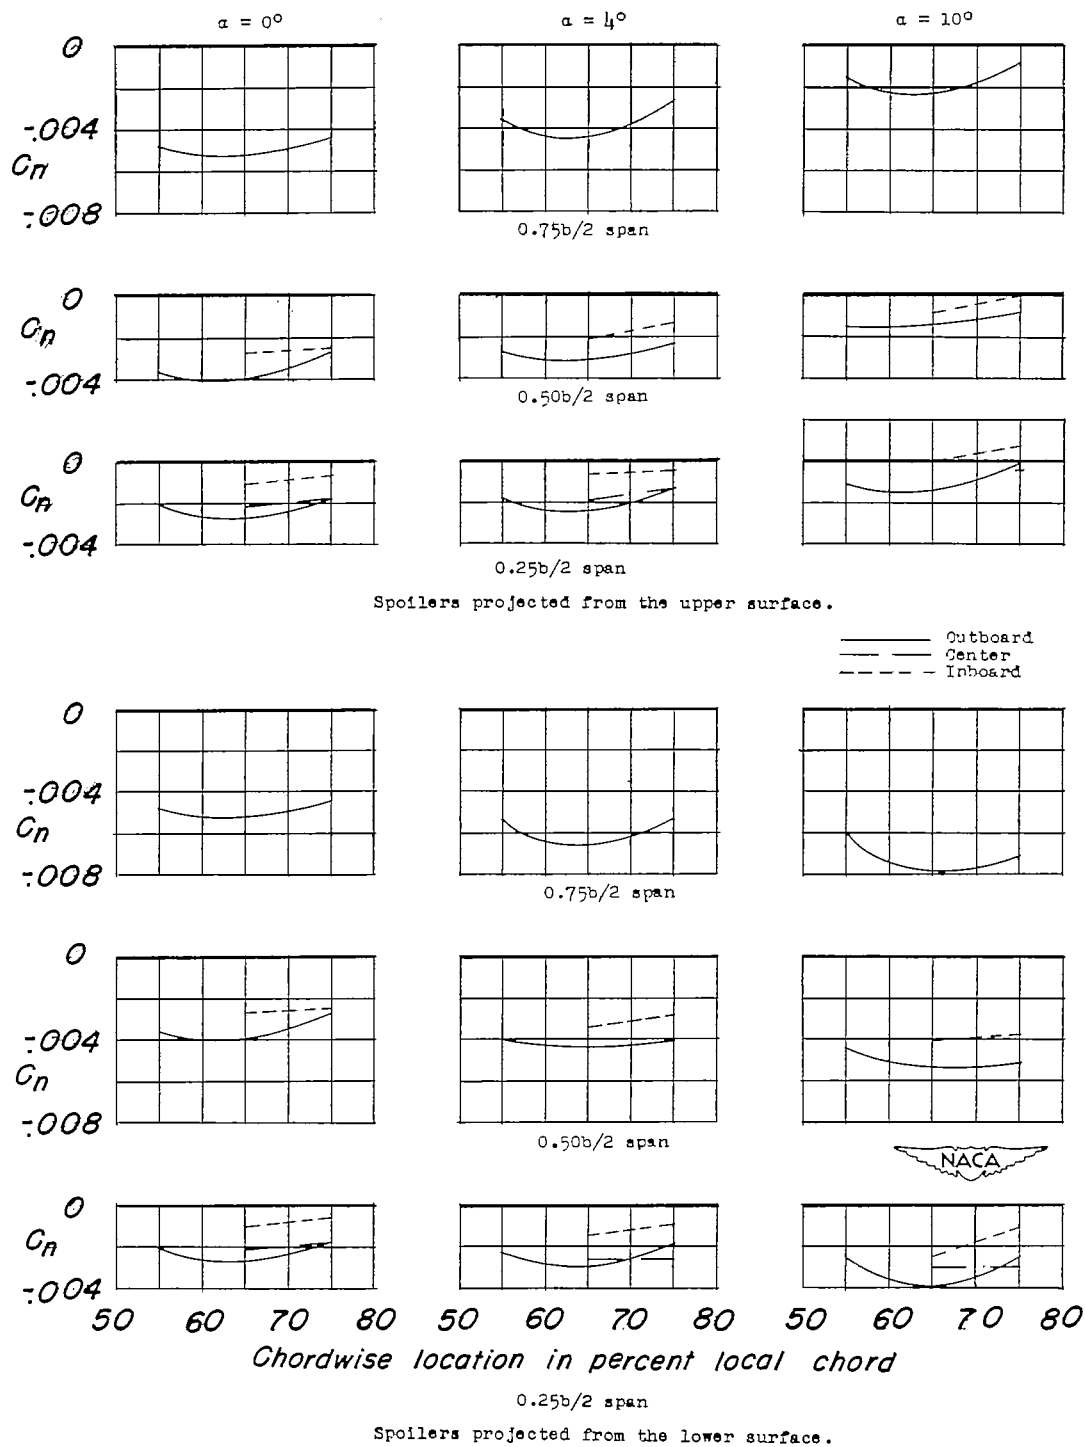 a = 0° a = 4° a = 10°
0
-.004
Cn
-.008
0.75b/2 span
0
Cn
-.004
0.50b/2 span
0
Cn
-.004
0.25b/2 span
Spoilers projected from the upper surface.
Outboard
Center
Inboard
0
-.004
Cn
-.008
0.75b/2 span
0
-.004
Cn
-.008
0.50b/2 span
NACA
0
Cn
-.004
50 60 70 80 50 60 70 80 50 60 70 80
Chordwise location in percent local chord
0.25b/2 span
Spoilers projected from the lower surface.